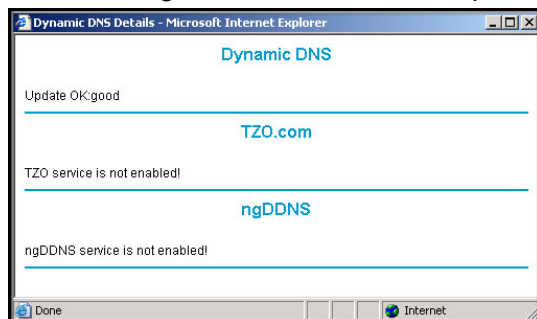 Dynamic DNS Details - Microsoft Internet Explorer
Dynamic DNS
Update OK:good
TZO.com
TZO service is not enabled!
ngDDNS
ngDDNS service is not enabled!
Done
Internet